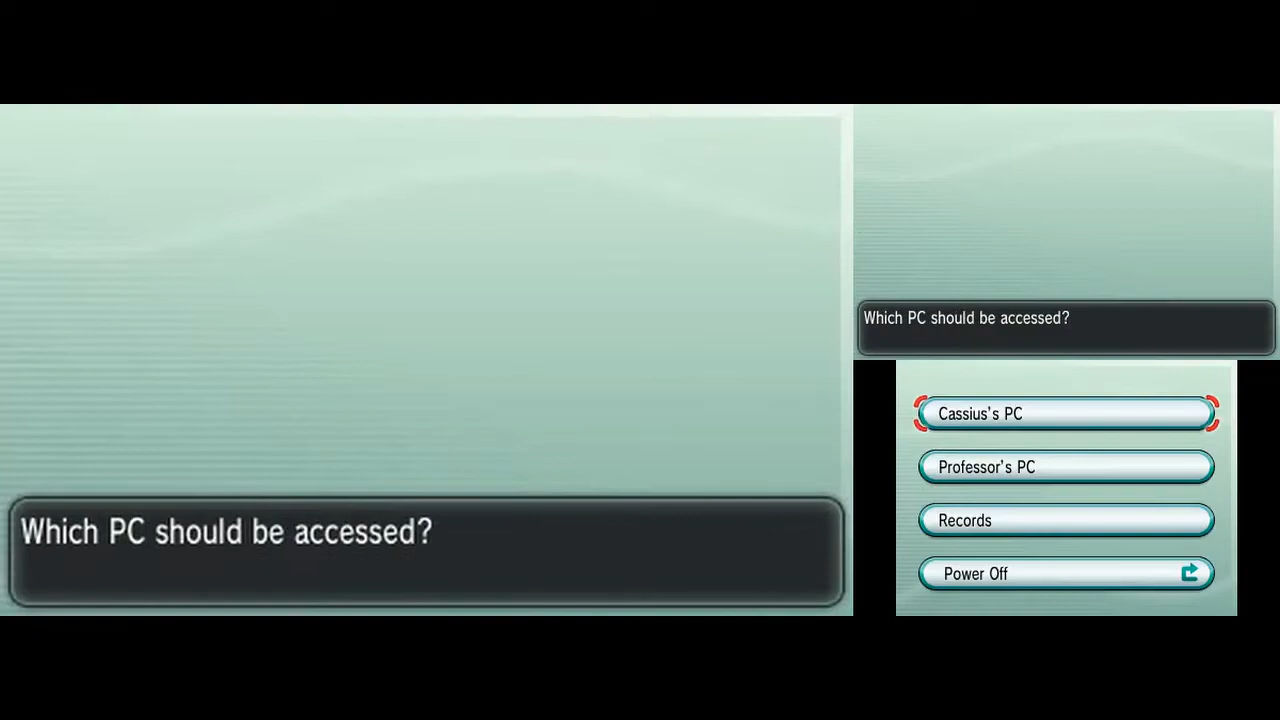 Which PC should be accessed?
Which PC should be accessed?
Cassius's PC
Professor's PC
Records
Power Off